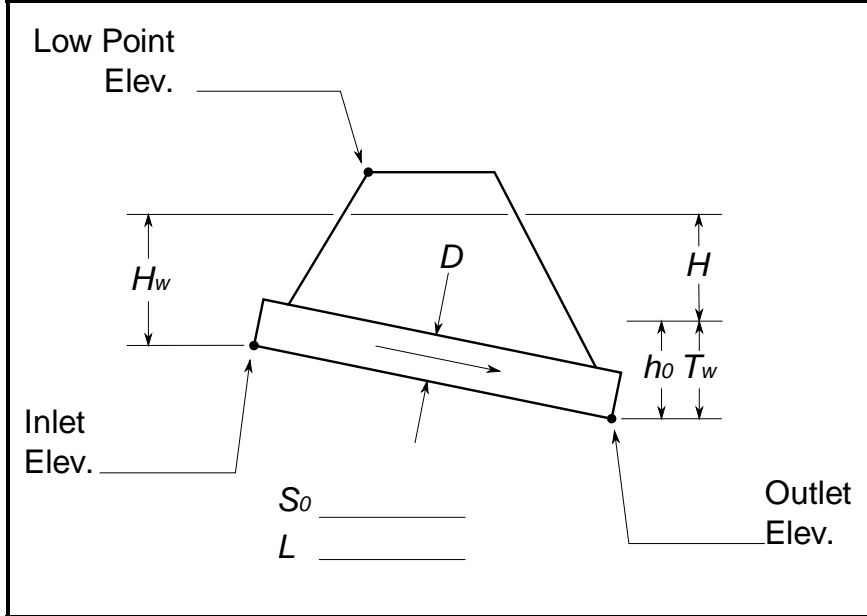 Low Point
Elev.
D
H
Hw
h0 Tw
Inlet
Elev.
S0
L
Outlet
Elev.